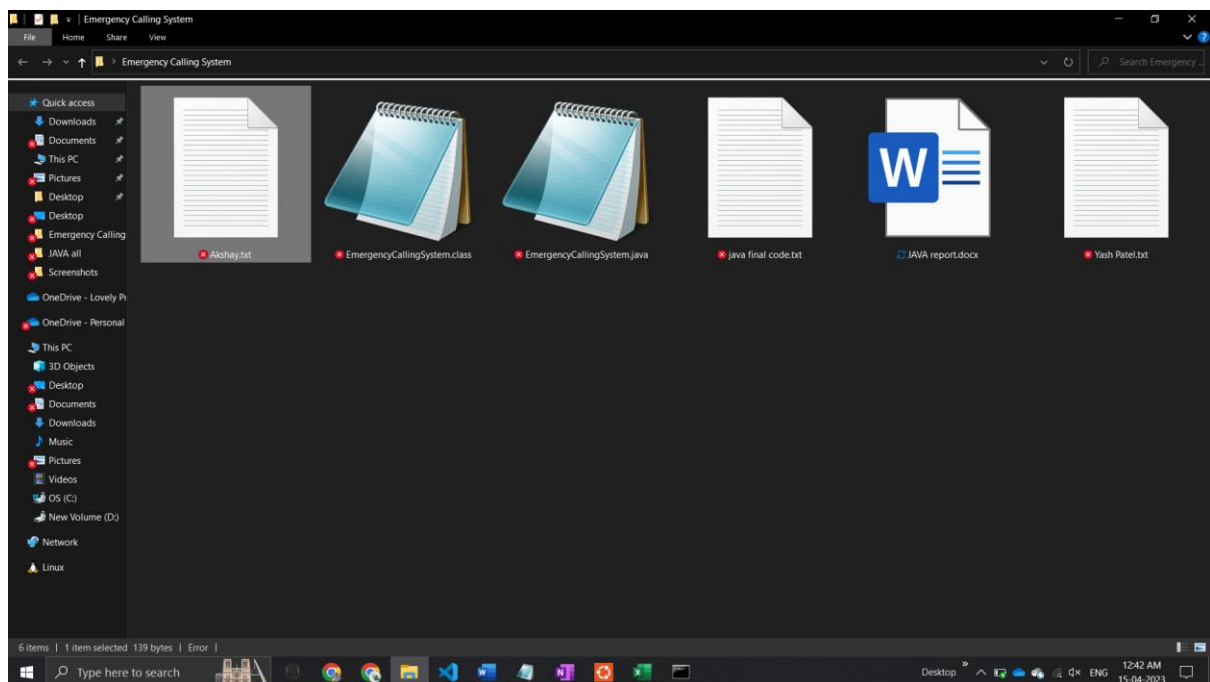 Emergency Calling System
File Home Share View
Emergency Calling System
Search Emergency ...
Quick access
Downloads
Documents
This PC
Pictures
Desktop
Desktop
Emergency Calling
JAVA all
Screenshots
OneDrive - Lovely Pr
OneDrive - Personal
This PC
3D Objects
Desktop
Documents
Downloads
Music
Pictures
Videos
OS (C:)
New Volume (D:)
Network
Linux
Akshay.txt
EmergencyCallingSystem.class
EmergencyCallingSystem.java
java final code.txt
W
JAVA report.docx
Yash Patel.txt
6 items | 1 item selected 139 bytes | Error |
Type here to search
Desktop
ENG
12:42 AM
15-04-2023